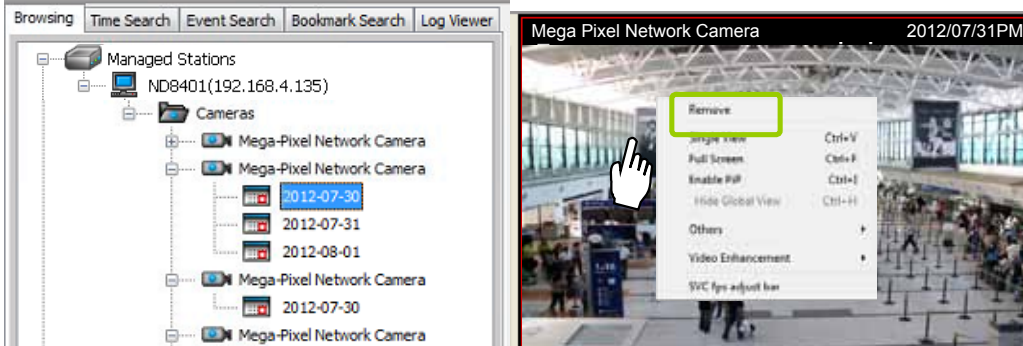 Browsing Time Search Event Search Bookmark Search Log Viewer
Managed Stations
ND8401(192.168.4.135)
Cameras
Mega-Pixel Network Camera
Mega-Pixel Network Camera
2012-07-30
2012-07-31
2012-08-01
Mega-Pixel Network Camera
2012-07-30
Mega-Pixel Network Camera
Mega Pixel Network Camera 2012/07/31PM
Remove
Single View Ctrl+V
Full Screen Ctrl+F
Enable PiP Ctrl+I
Hide Global View Ctrl+H
Others
Video Enhancement
SVC fps adjust bar